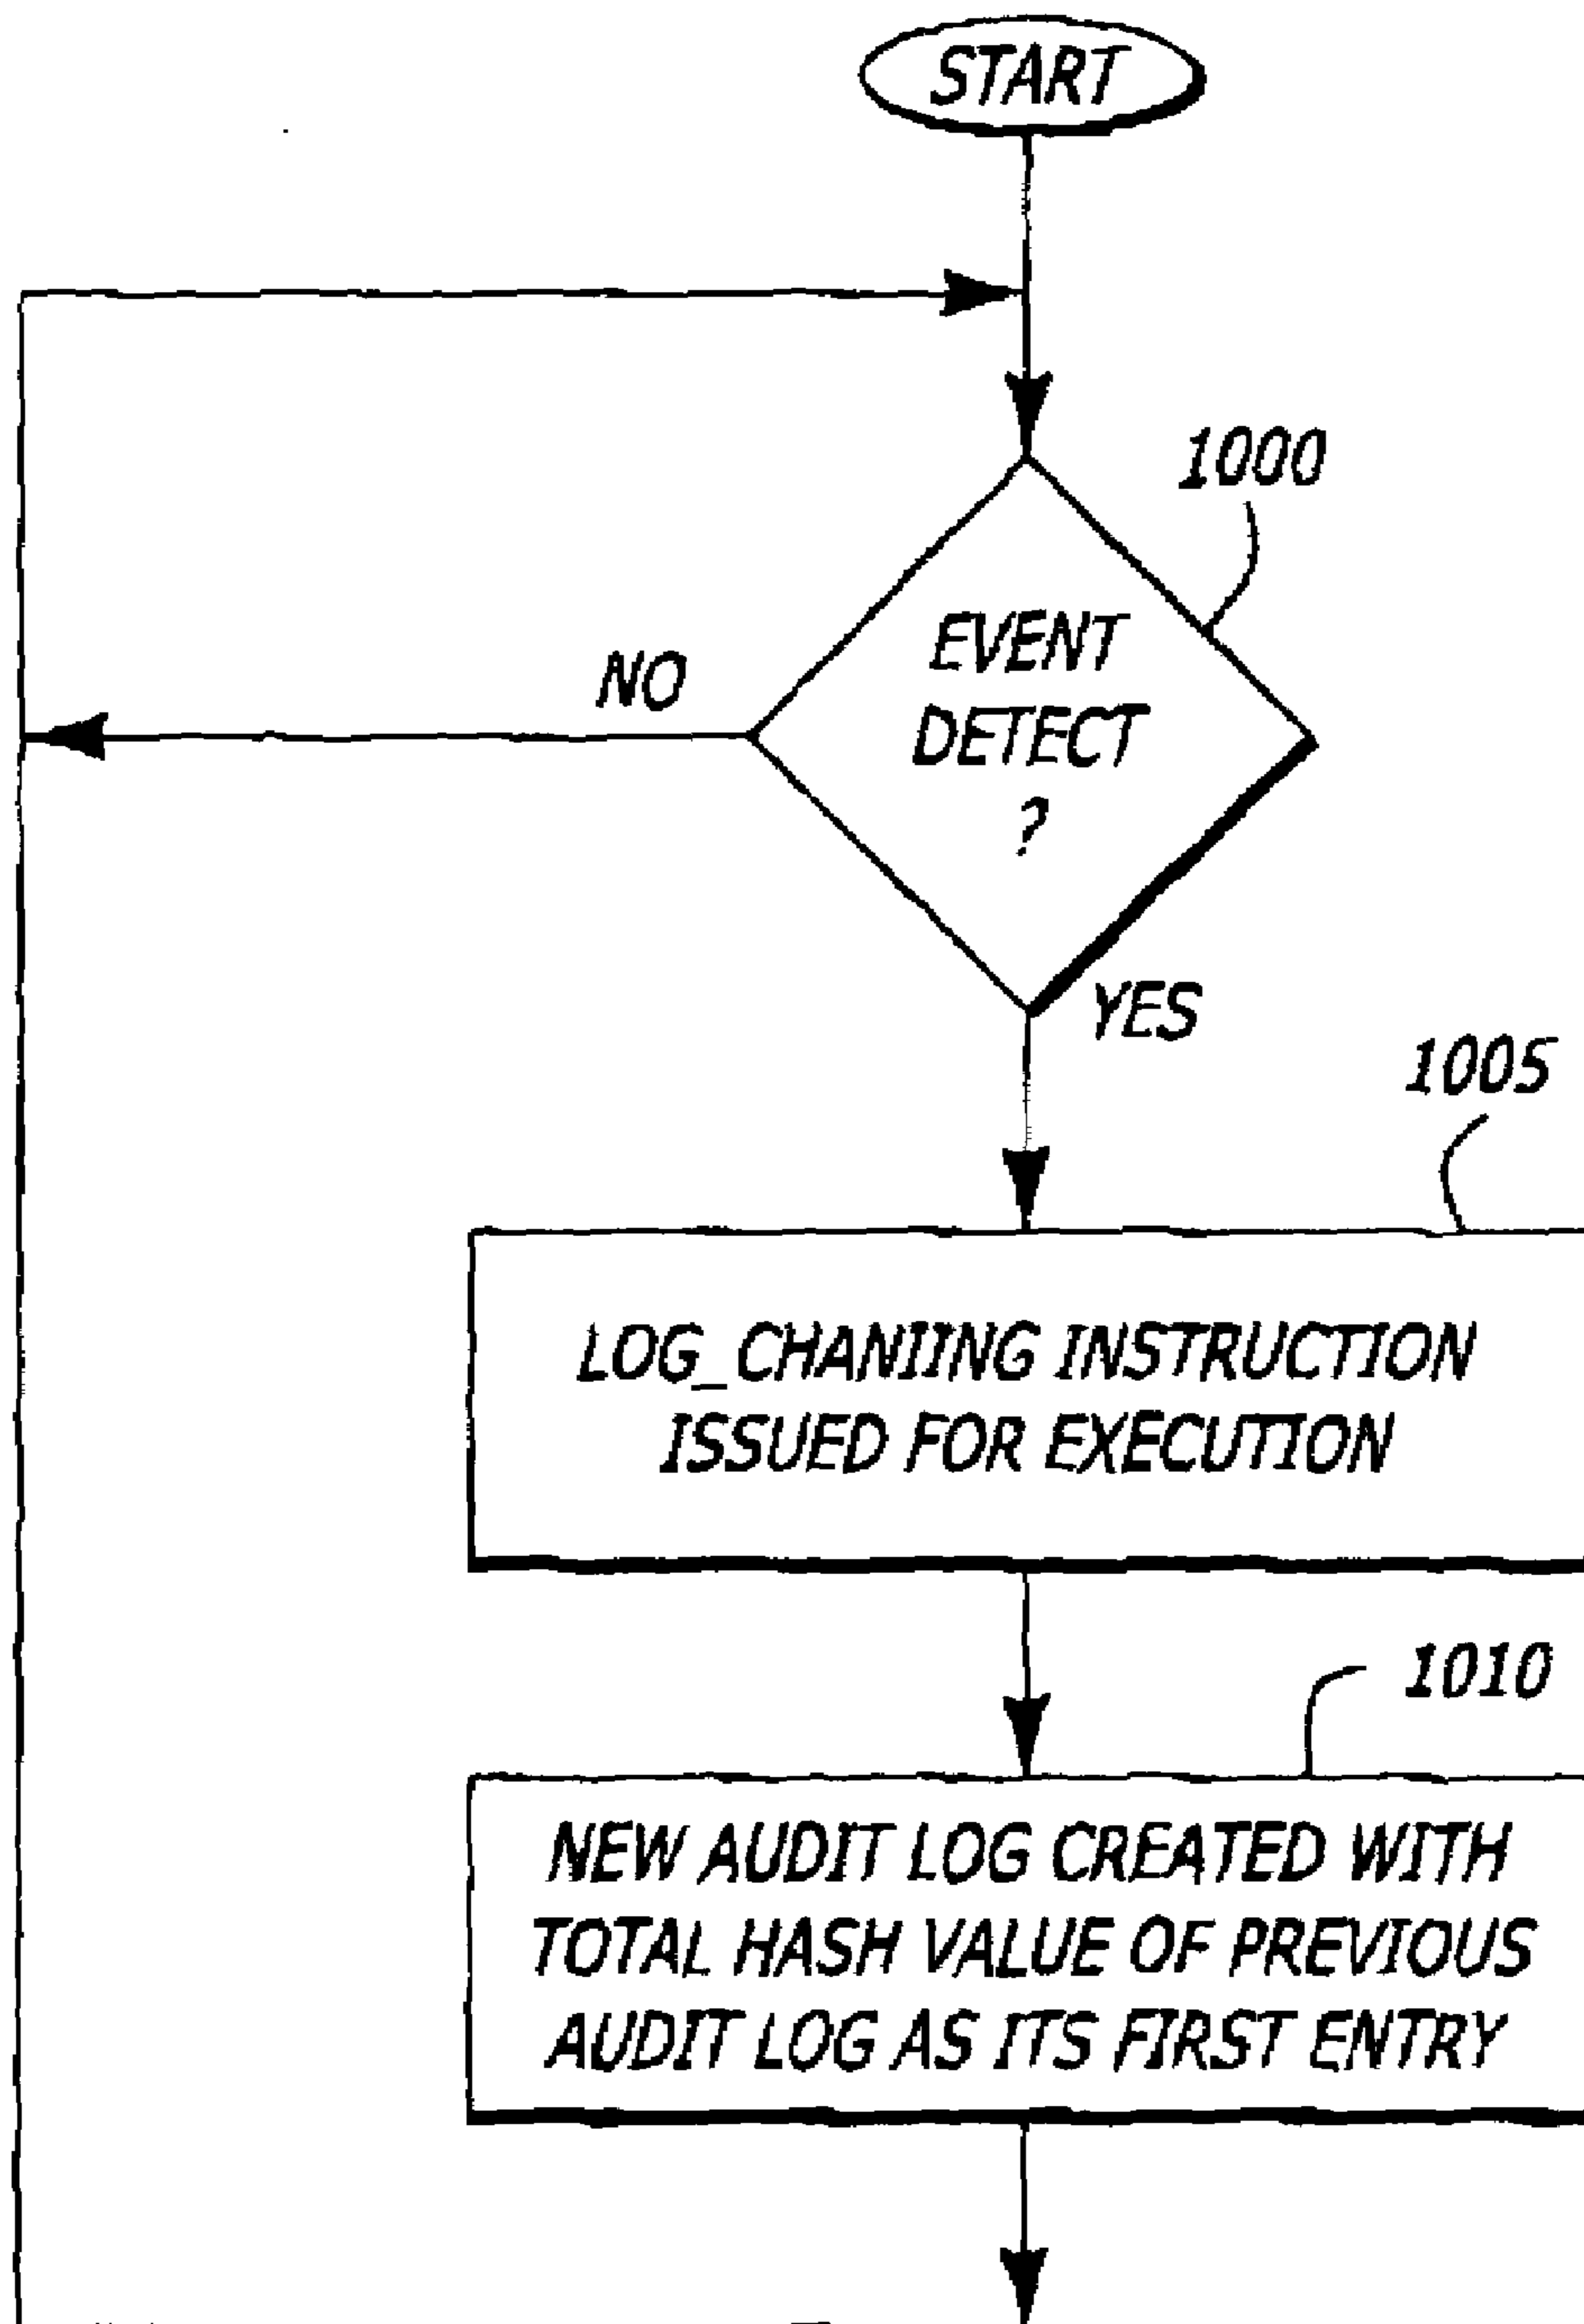 START
1000
EVENT
DETECT
?
NO
YES
1005
LOG_CHANIING INSTRUCTION
ISSUED FOR EXECUTION
1010
NEW AUDIT LOG CREATED WITH
TOTAL HASH VALUE OF PREVIOUS
AUDIT LOG AS ITS FIRST ENTRY